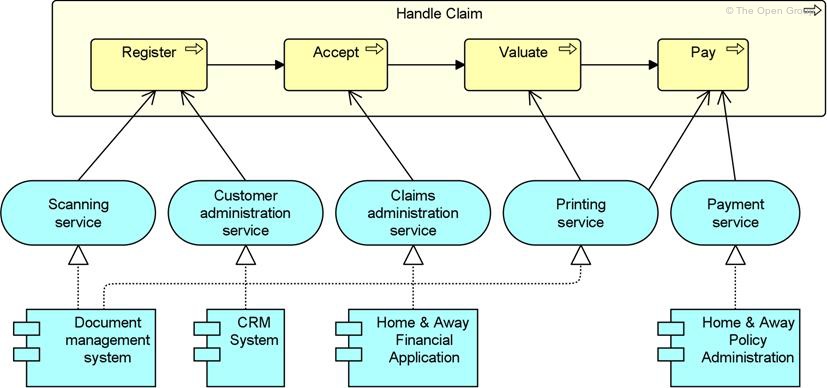 Handle Claim
© The Open Group
Register
Accept
Valuate
Pay
Scanning
service
Customer
administration
service
Claims
administration
service
Printing
service
Payment
service
Document
management
system
CRM
System
Home & Away
Financial
Application
Home & Away
Policy
Administration